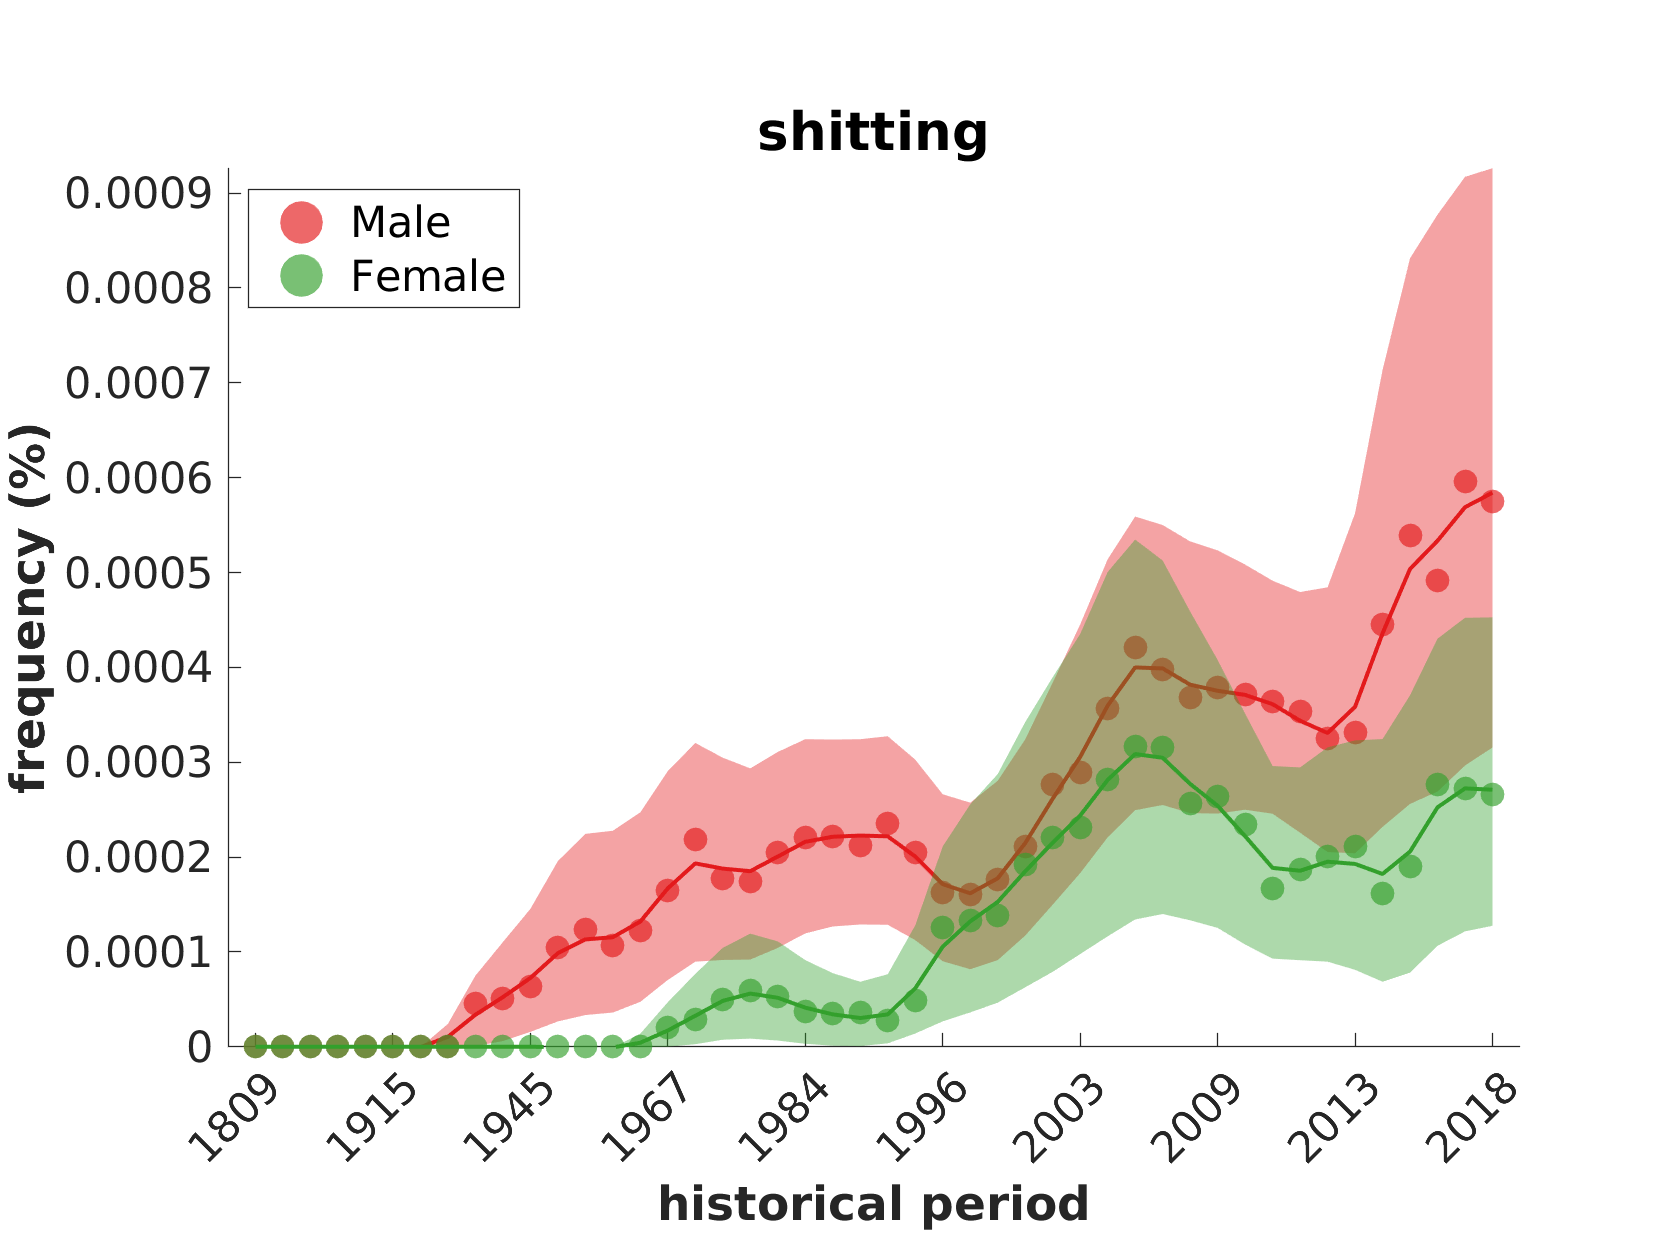 shitting
Male
Female
0.0009
0.0008
0.0007
0.0006
0.0005
0.0004
0.0003
0.0002
0.0001
0
frequency (%)
1809 1915 1945 1967 1984 1996 2003 2009 2013 2018
historical period